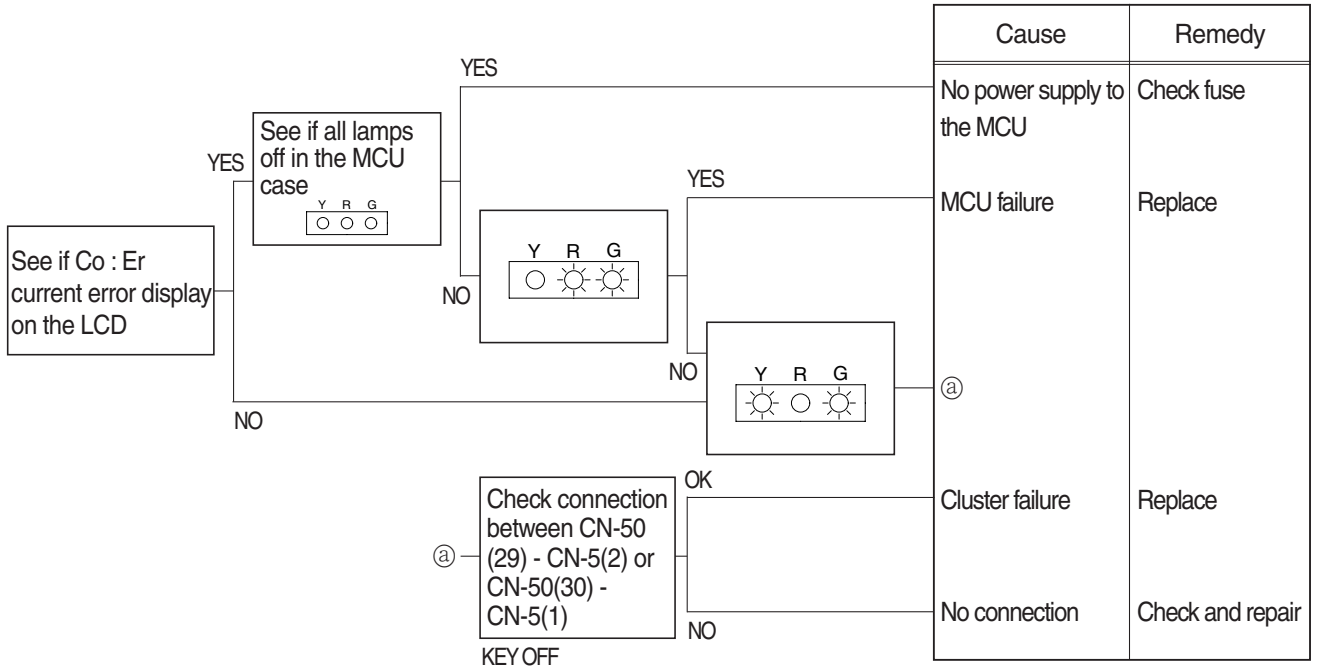 Cause Remedy
YES
No power supply to the MCU
Check fuse
See if all lamps
off in the MCU
case
Y R G
YES
YES
MCU failure
Replace
See if Co : Er
current error display
on the LCD
Y R G
NO
NO
Y R G
ⓐ
NO
OK
Check connection
between CN-50
(29) - CN-5(2) or
CN-50(30) -
CN-5(1)
ⓐ
Cluster failure
Replace
No connection
Check and repair
NO
KEY OFF